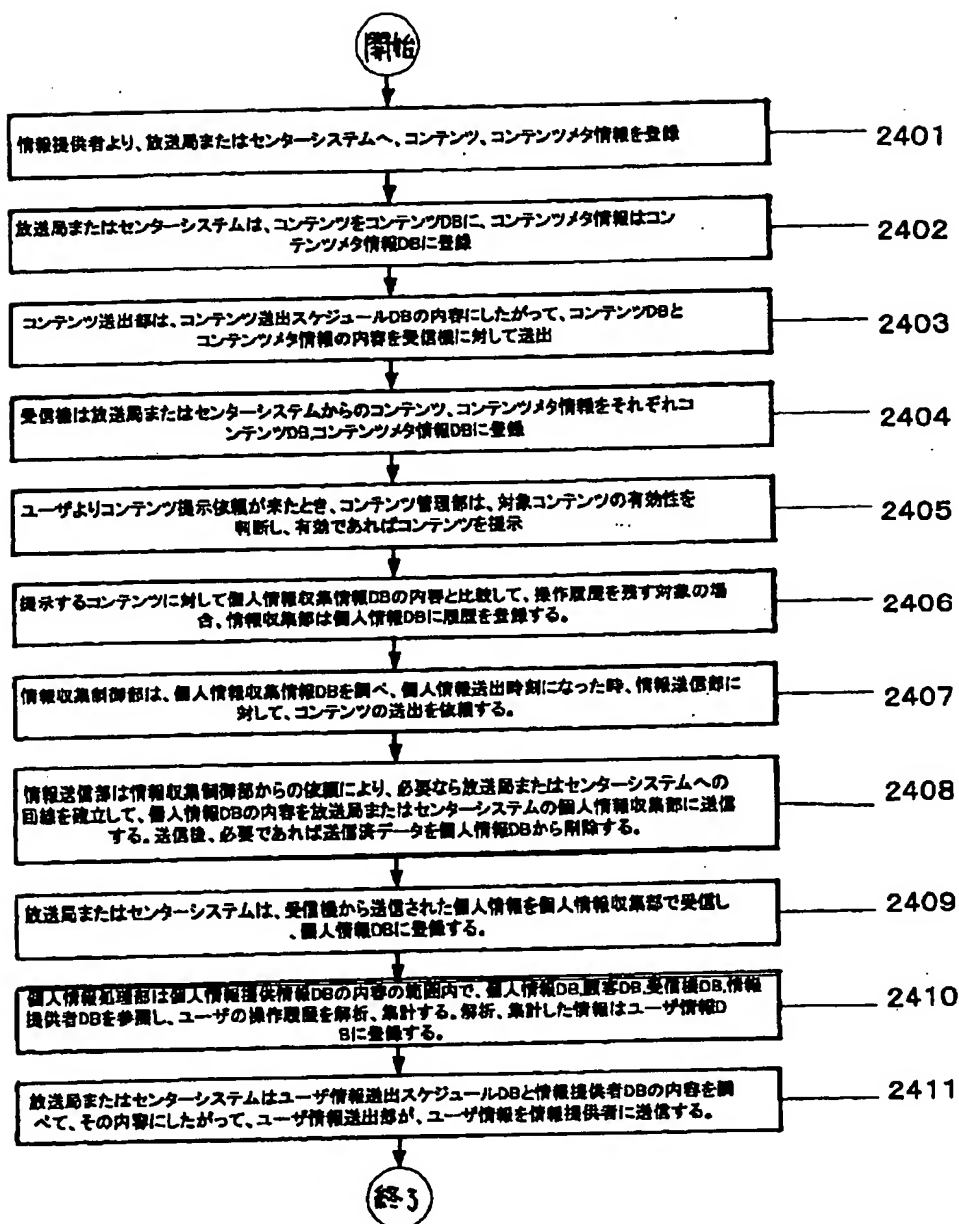 開始
情報提供者より、放送局またはセンターシステムへ、コンテンツ、コンテンツメタ情報を登録
2401
放送局またはセンターシステムは、コンテンツをコンテンツDBに、コンテンツメタ情報はコン
テンツメタ情報DBに登録
2402
コンテンツ送出部は、コンテンツ送出スケジュールDBの内容にしたがって、コンテンツDBと
コンテンツメタ情報の内容を受信機に対して送出
2403
受信機は放送局またはセンターシステムからのコンテンツ、コンテンツメタ情報をそれぞれコ
ンテンツDB,コンテンツメタ情報DBに登録
2404
ユーザよりコンテンツ提示依頼が来たとき、コンテンツ管理部は、対象コンテンツの有効性を
判断し、有効であればコンテンツを提示
2405
提示するコンテンツに対して個人情報収集情報DBの内容と比較して、操作履歴を残す対象の場
合、情報収集部は個人情報DBに履歴を登録する。
2406
情報収集制御部は、個人情報収集情報DBを調べ、個人情報送出時刻になった時、情報送信部に
対して、コンテンツの送出を依頼する。
2407
情報送信部は情報収集制御部からの依頼により、必要なら放送局またはセンターシステムへの
回線を確立して、個人情報DBの内容を放送局またはセンターシステムの個人情報収集部に送信
する。送信後、必要であれば送信済データを個人情報DBから削除する。
2408
放送局またはセンターシステムは、受信機から送信された個人情報を個人情報収集部で受信し
、個人情報DBに登録する。
2409
個人情報処理部は個人情報提供情報DBの内容の範囲内で、個人情報DB,顧客DB,受信機DB,情報
提供者DBを参照し、ユーザの操作履歴を解析、集計する。解析、集計した情報はユーザ情報D
Bに登録する。
2410
放送局またはセンターシステムはユーザ情報送出スケジュールDBと情報提供者DBの内容を調
べて、その内容にしたがって、ユーザ情報送出部が、ユーザ情報を情報提供者に送信する。
2411
終る